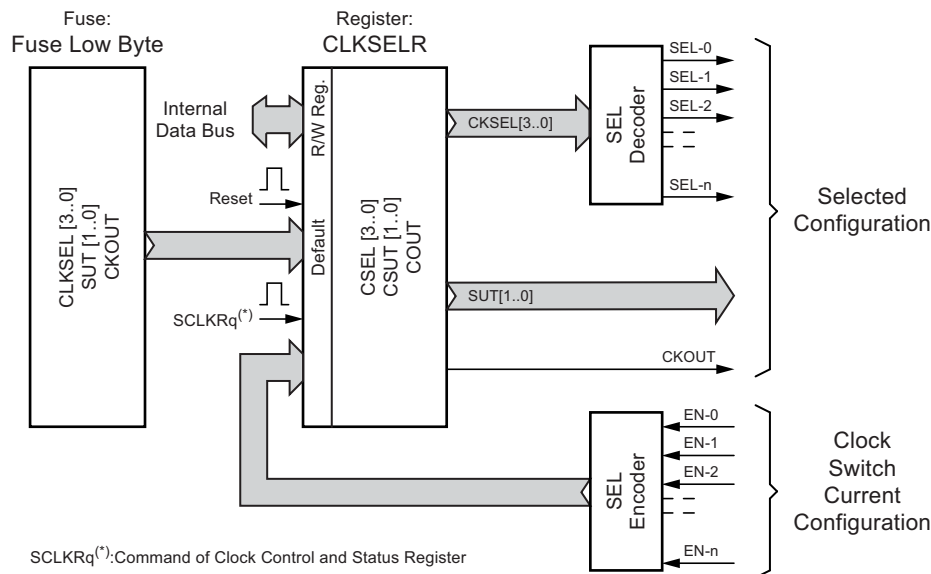 Fuse:
Fuse Low Byte
Register:
CLKSELR
CLKSEL [3..0]
SUT [1..0]
CKOUT
Internal
Data Bus
Reset
SCLKRq(*)
R/W Reg.
Default
CSEL [3..0]
CSUT [1..0]
COUT
CKSEL[3..0]
SUT[1..0]
CKOUT
SEL
Decoder
SEL-0
SEL-1
SEL-2
SEL-n
Selected
Configuration
SEL
Encoder
EN-0
EN-1
EN-2
EN-n
Clock
Switch
Current
Configuration
SCLKRq(*):Command of Clock Control and Status Register